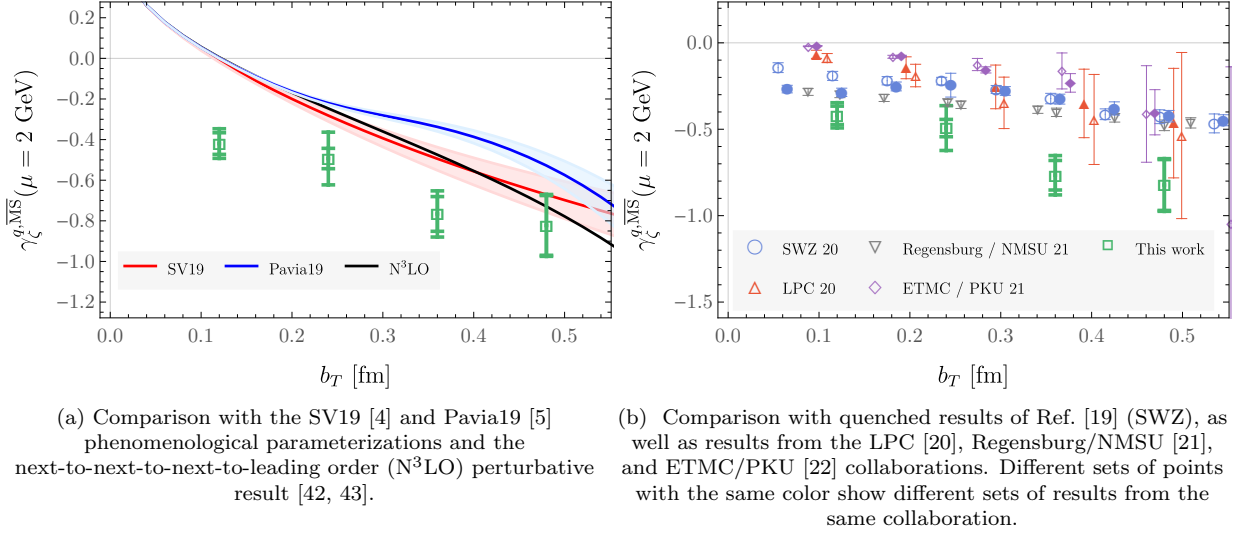 0.2
0.0
−0.2
−0.4
−0.6
−0.8
−1.0
−1.2
γ_ζ^{q,\overline{MS}}(μ = 2 GeV)
SV19
Pavia19
N³LO
0.0
0.1
0.2
0.3
0.4
0.5
b_T [fm]
(a) Comparison with the SV19 [4] and Pavia19 [5]
phenomenological parameterizations and the
next-to-next-to-next-to-leading order (N³LO) perturbative
result [42, 43].
0.0
−0.5
−1.0
−1.5
γ_ζ^{q,\overline{MS}}(μ = 2 GeV)
SWZ 20
Regensburg / NMSU 21
This work
LPC 20
ETMC / PKU 21
0.0
0.1
0.2
0.3
0.4
0.5
b_T [fm]
(b) Comparison with quenched results of Ref. [19] (SWZ), as
well as results from the LPC [20], Regensburg/NMSU [21],
and ETMC/PKU [22] collaborations. Different sets of points
with the same color show different sets of results from the
same collaboration.